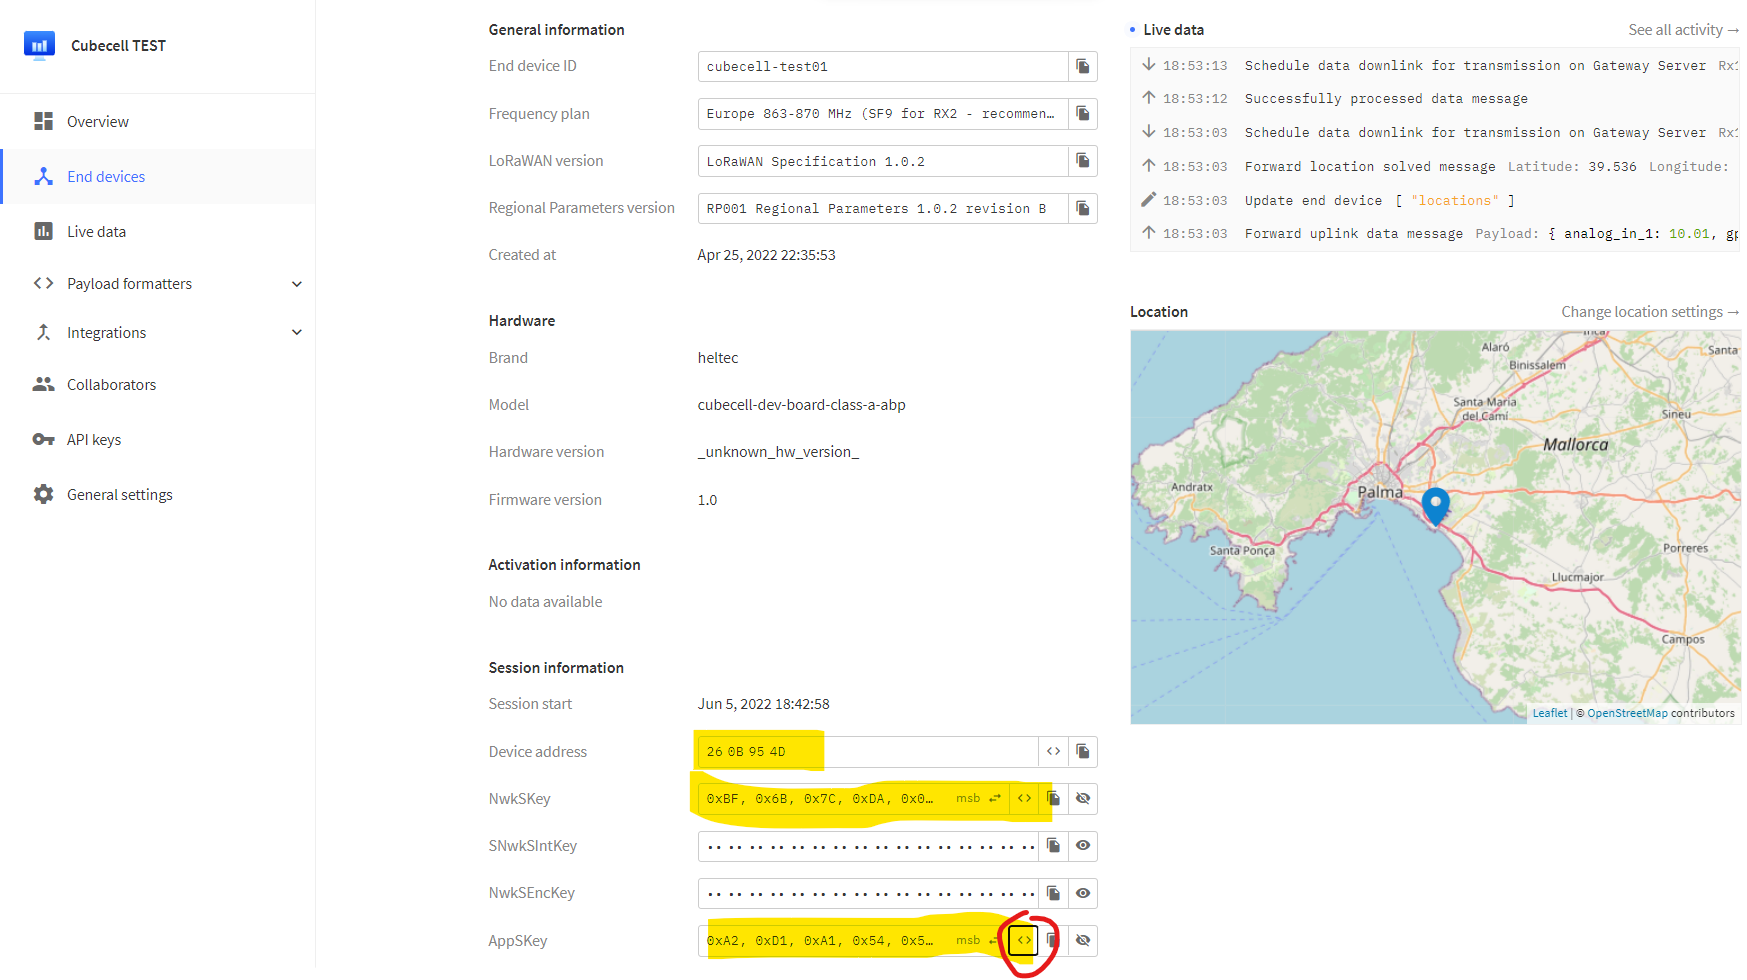 Cubecell TEST
Overview
End devices
Live data
Payload formatters
Integrations
Collaborators
API keys
General settings
General information
End device ID
cubecell-test01
Frequency plan
Europe 863-870 MHz (SF9 for RX2 - recommen…
LoRaWAN version
LoRaWAN Specification 1.0.2
Regional Parameters version
RP001 Regional Parameters 1.0.2 revision B
Created at
Apr 25, 2022 22:35:53
Hardware
Brand
heltec
Model
cubecell-dev-board-class-a-abp
Hardware version
_unknown_hw_version_
Firmware version
1.0
Activation information
No data available
Session information
Session start
Jun 5, 2022 18:42:58
Device address
26 0B 95 4D
NwkSKey
0xBF, 0x6B, 0x7C, 0xDA, 0x0… msb
SNwkSIntKey
NwkSEncKey
AppSKey
0xA2, 0xD1, 0xA1, 0x54, 0x5… msb
Live data
See all activity →
18:53:13 Schedule data downlink for transmission on Gateway Server Rx1
18:53:12 Successfully processed data message
18:53:03 Schedule data downlink for transmission on Gateway Server Rx1
18:53:03 Forward location solved message Latitude: 39.536 Longitude:
18:53:03 Update end device [ "locations" ]
18:53:03 Forward uplink data message Payload: { analog_in_1: 10.01, gp
Location
Change location settings →
Inca
Alaró
Santa
Binissalem
Santa Maria
del Camí
Sineu
Mallorca
Andratx
Palma
Santa Ponça
Porreres
Llucmajor
Campos
Leaflet | © OpenStreetMap contributors